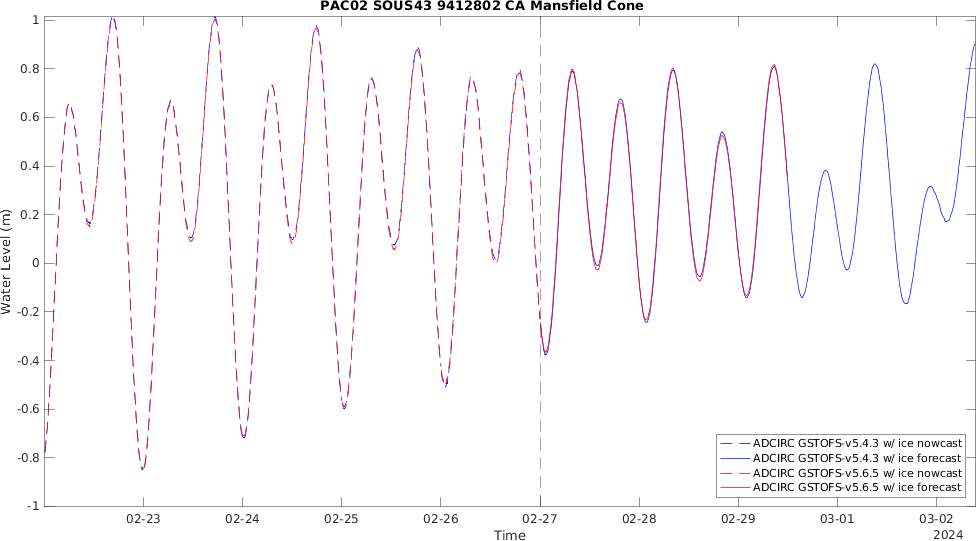 PAC02 SOUS43 9412802 CA Mansfield Cone
1
0.8
0.6
0.4
0.2
0
-0.2
-0.4
-0.6
-0.8
-1
Water Level (m)
02-23 02-24 02-25 02-26 02-27 02-28 02-29 03-01 03-02
Time
2024
ADCIRC GSTOFS-v5.4.3 w/ ice nowcast
ADCIRC GSTOFS-v5.4.3 w/ ice forecast
ADCIRC GSTOFS-v5.6.5 w/ ice nowcast
ADCIRC GSTOFS-v5.6.5 w/ ice forecast